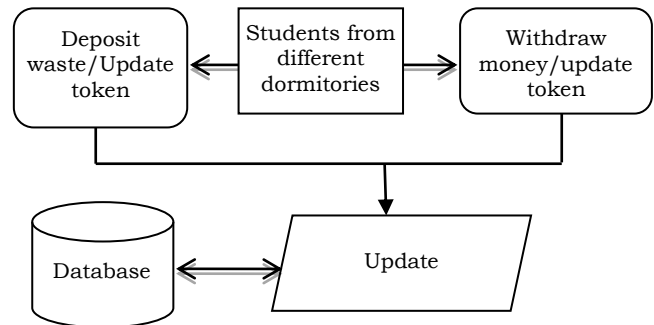 Deposit
waste/Update
token
Students from
different
dormitories
Withdraw
money/update
token
Database
Update